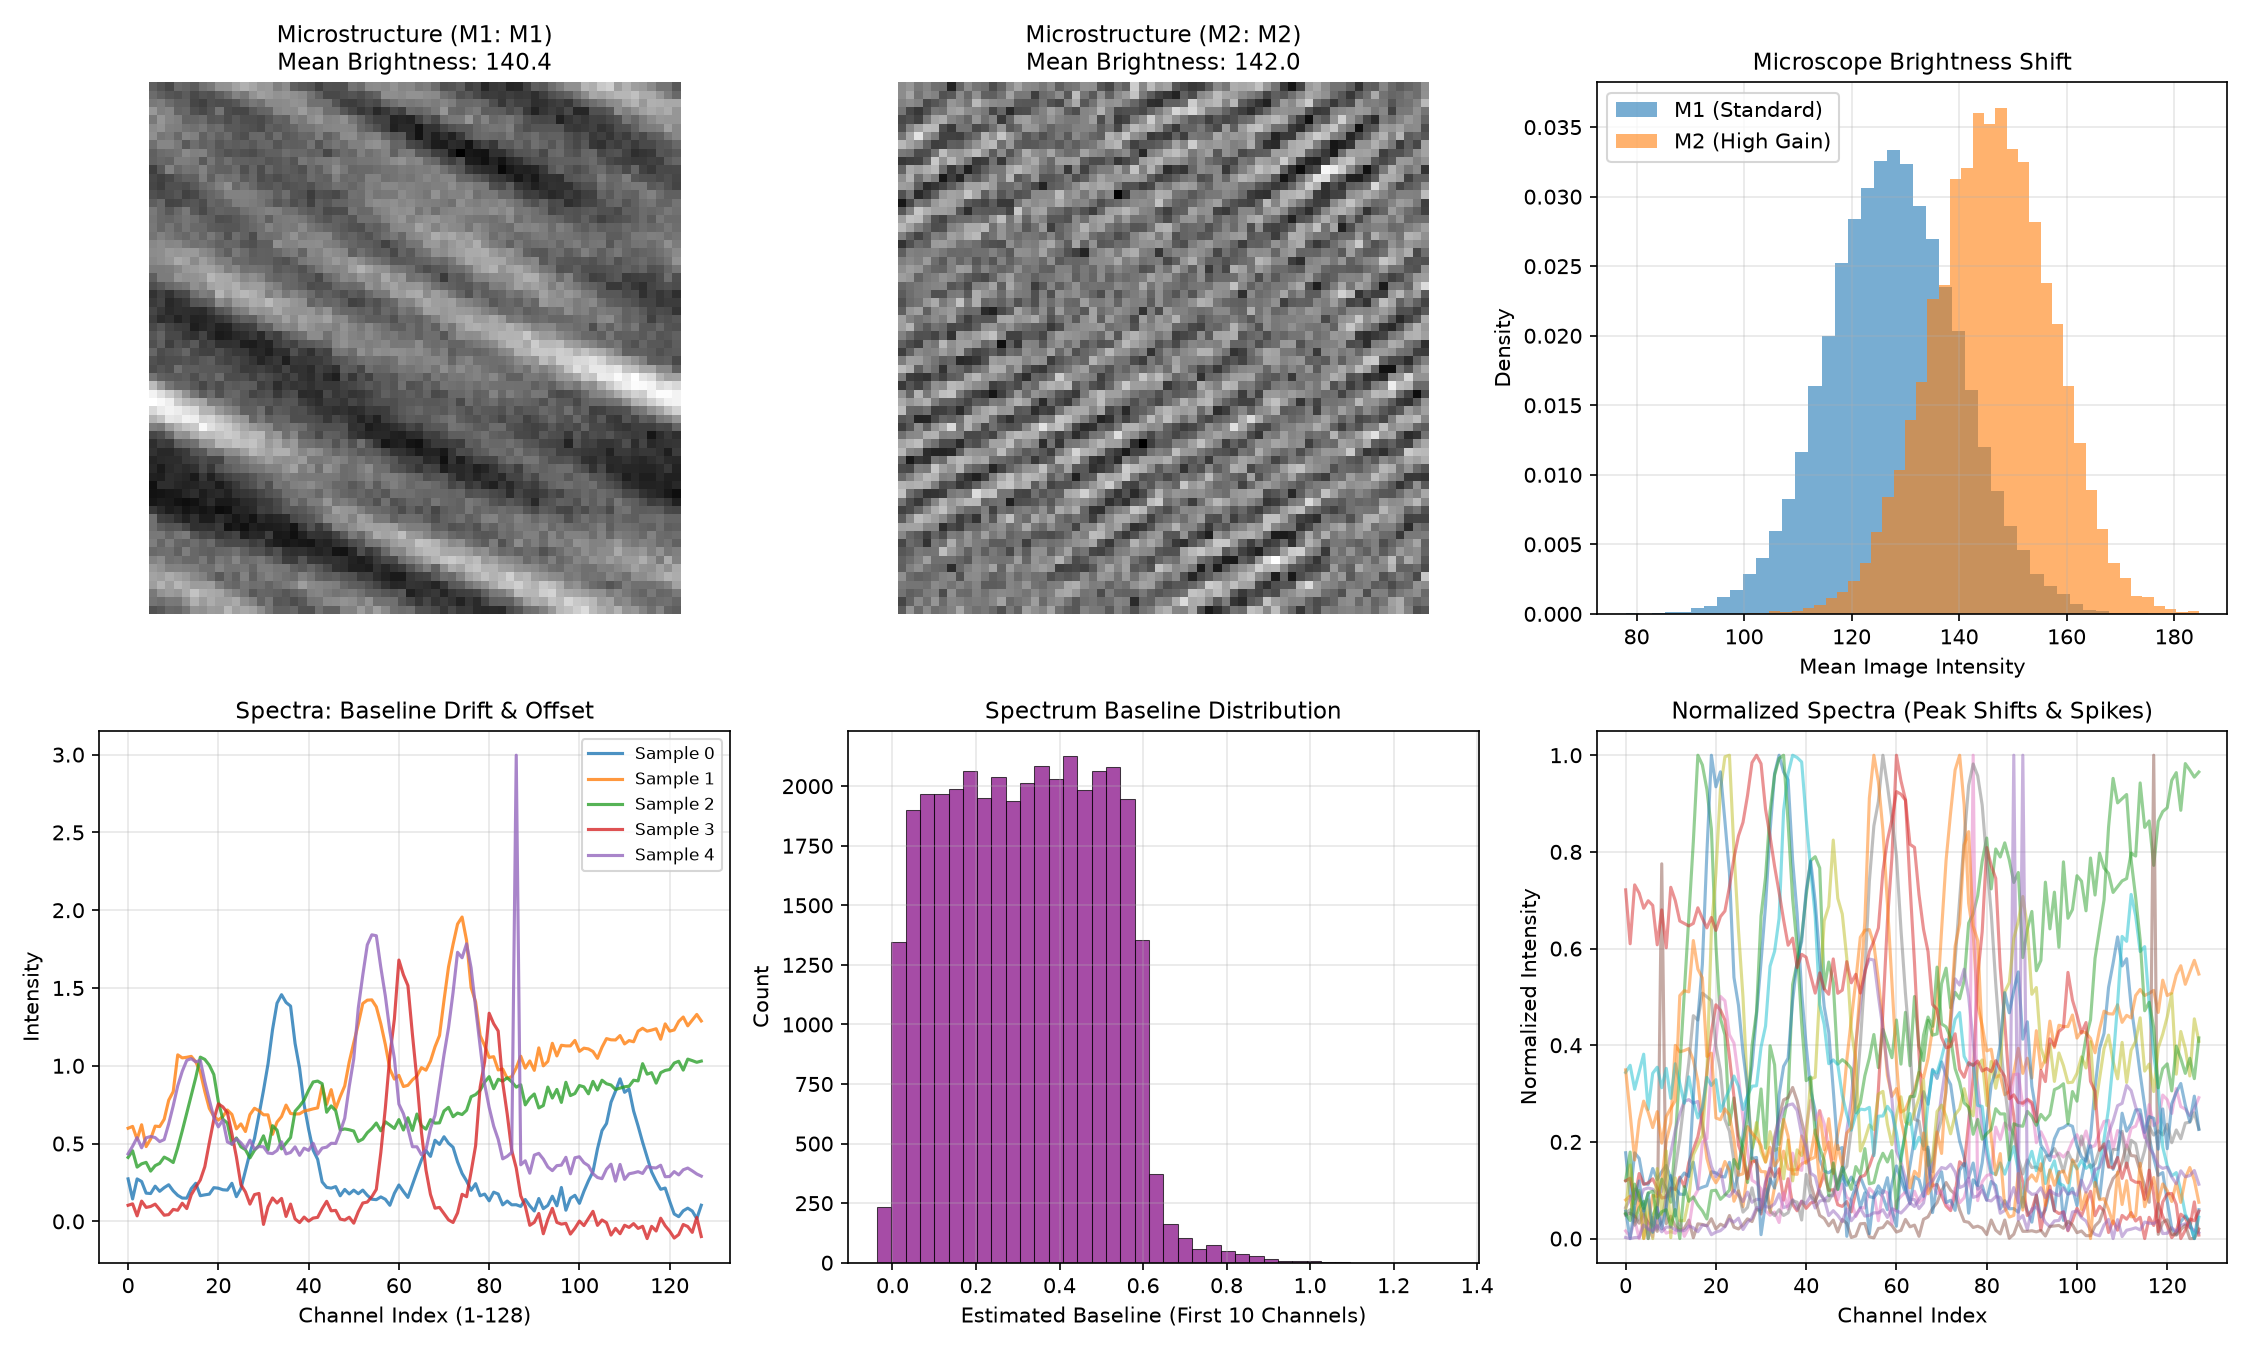 Microstructure (M1: M1)
Mean Brightness: 140.4
Microstructure (M2: M2)
Mean Brightness: 142.0
Microscope Brightness Shift
M1 (Standard)
M2 (High Gain)
0.035
0.030
0.025
0.020
0.015
0.010
0.005
0.000
Density
80 100 120 140 160 180
Mean Image Intensity
Spectra: Baseline Drift & Offset
Sample 0
Sample 1
Sample 2
Sample 3
Sample 4
3.0
2.5
2.0
1.5
1.0
0.5
0.0
Intensity
0 20 40 60 80 100 120
Channel Index (1-128)
Spectrum Baseline Distribution
2000
1750
1500
1250
1000
750
500
250
0
Count
0.0 0.2 0.4 0.6 0.8 1.0 1.2 1.4
Estimated Baseline (First 10 Channels)
Normalized Spectra (Peak Shifts & Spikes)
1.0
0.8
0.6
0.4
0.2
0.0
Normalized Intensity
0 20 40 60 80 100 120
Channel Index